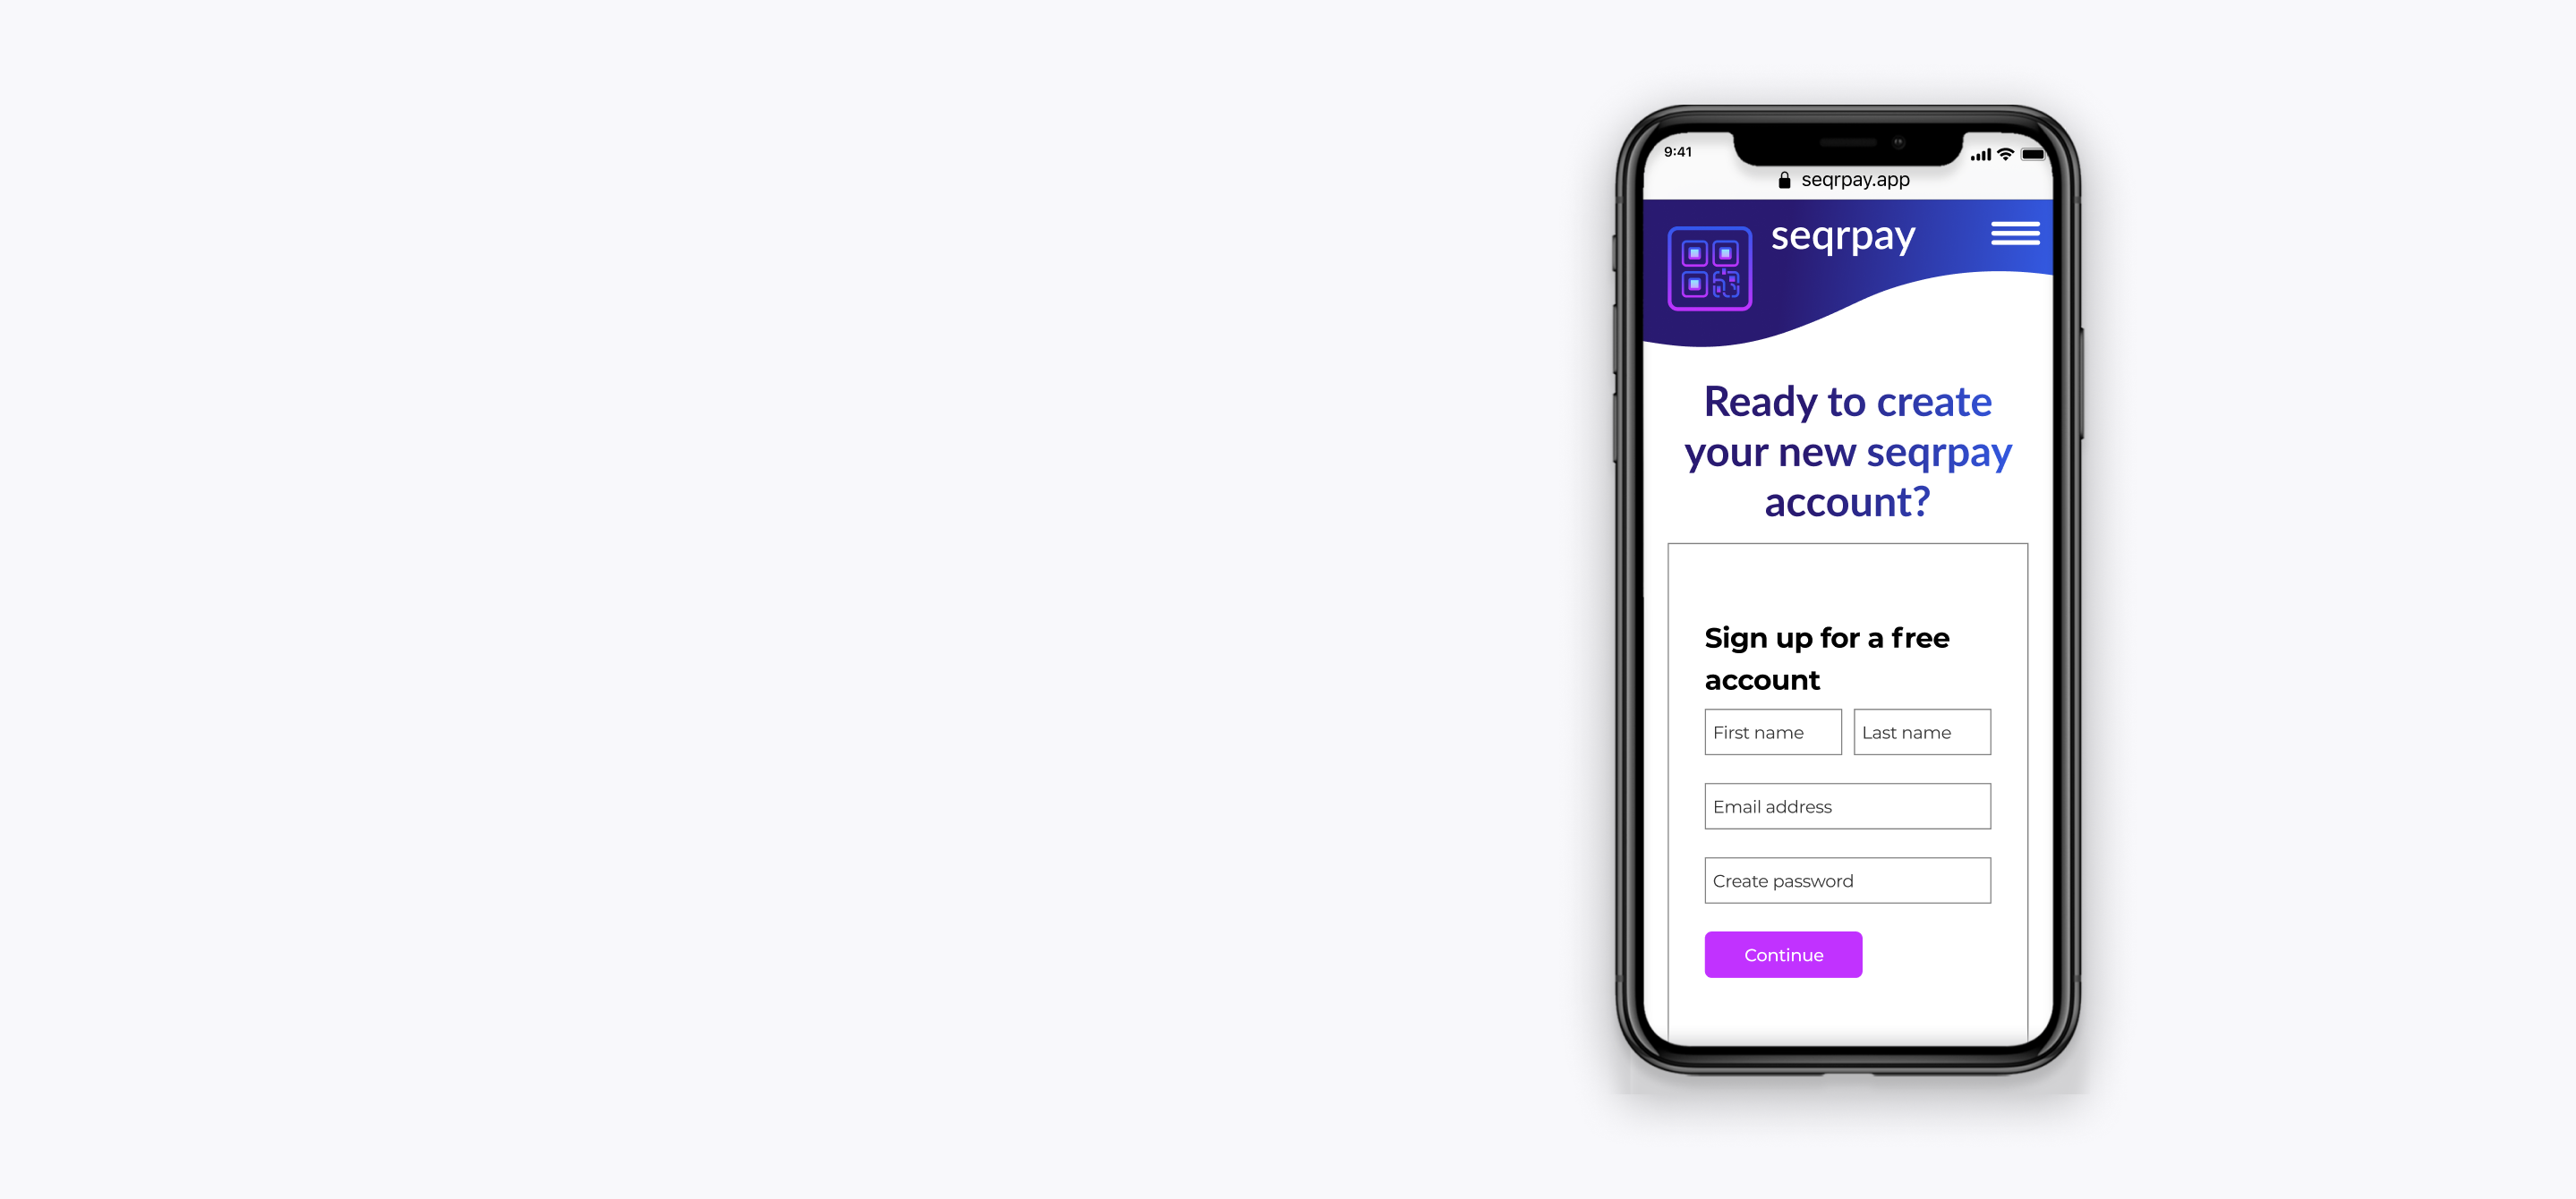 9:41
seqrpay.app
seqrpay
Ready to create
your new seqrpay
account?
Sign up for a free
account
First name
Last name
Email address
Create password
Continue